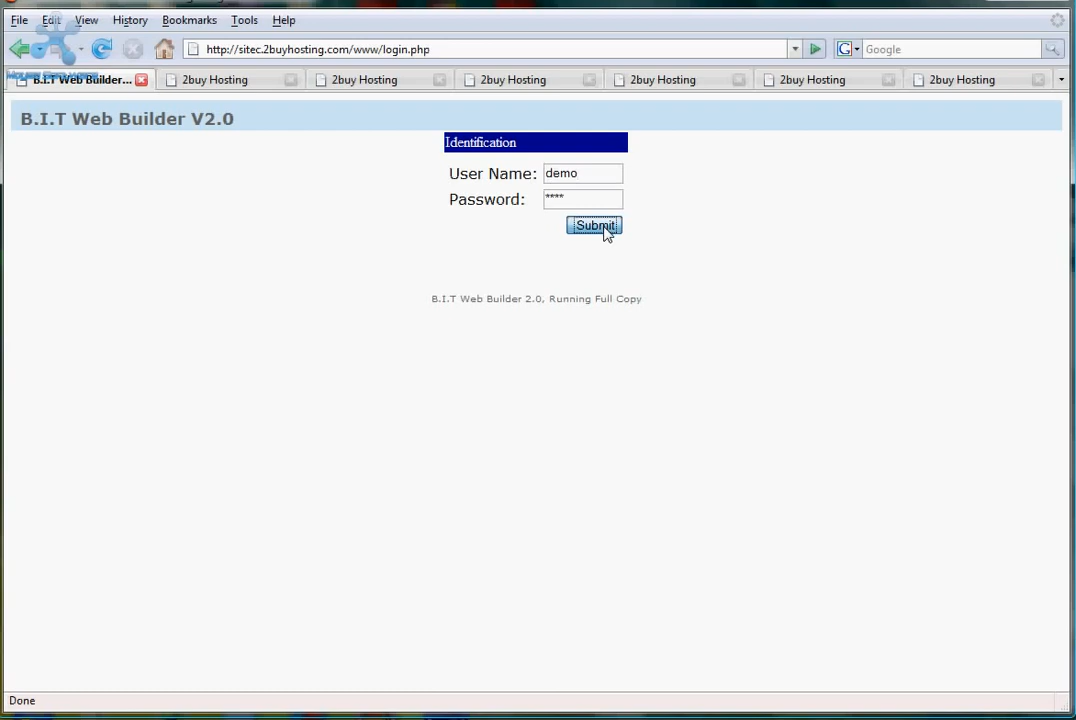 File Edit View History Bookmarks Tools Help
http://sitec.2buyhosting.com/www/login.php
G Google
B.I.T Web Builder... 2buy Hosting 2buy Hosting 2buy Hosting 2buy Hosting 2buy Hosting 2buy Hosting
B.I.T Web Builder V2.0
Identification
User Name: demo
Password: ****
Submit
B.I.T Web Builder 2.0, Running Full Copy
Done